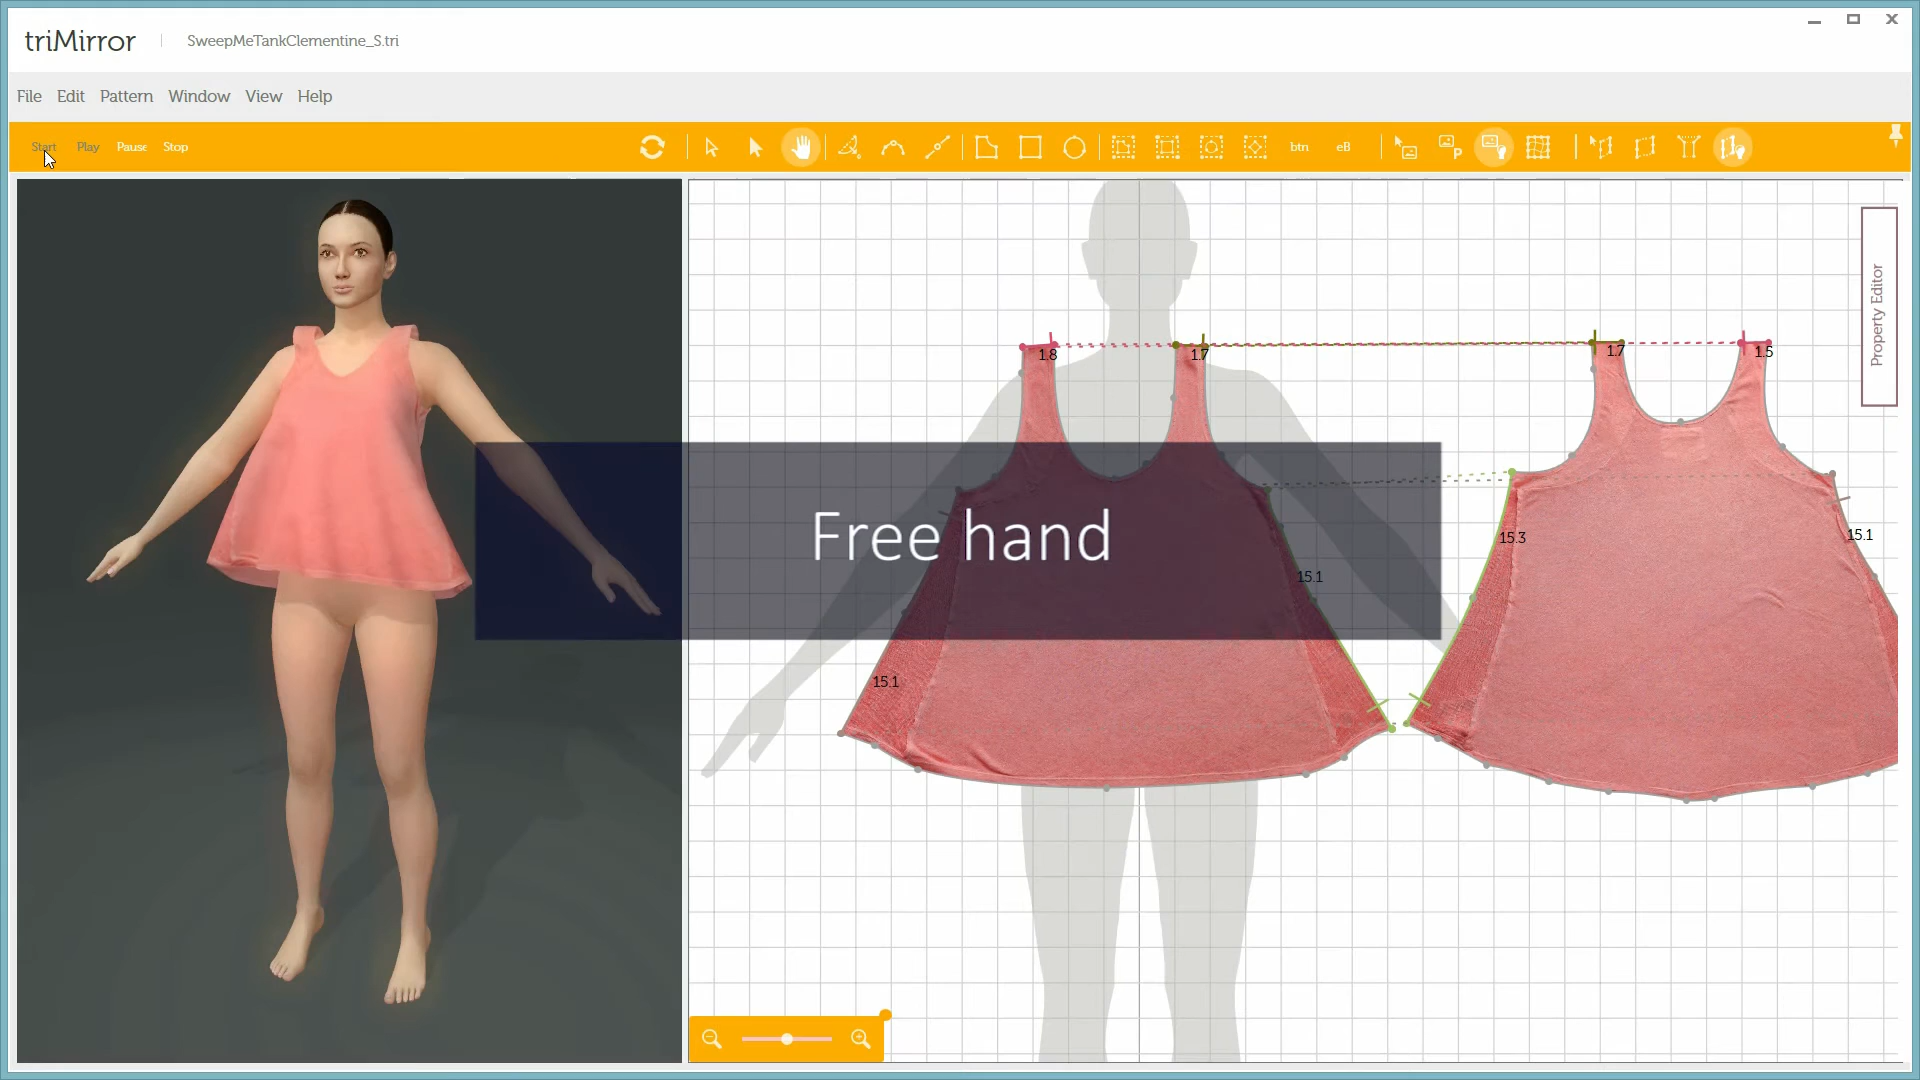 triMirror
SweepMeTankClementine_S.tri
File Edit Pattern Window View Help
Start Play Pause Stop
btn eB
P
Property Editor
1.8
1.7
1.7
1.5
15.3
15.1
Free hand
15.1
15.1